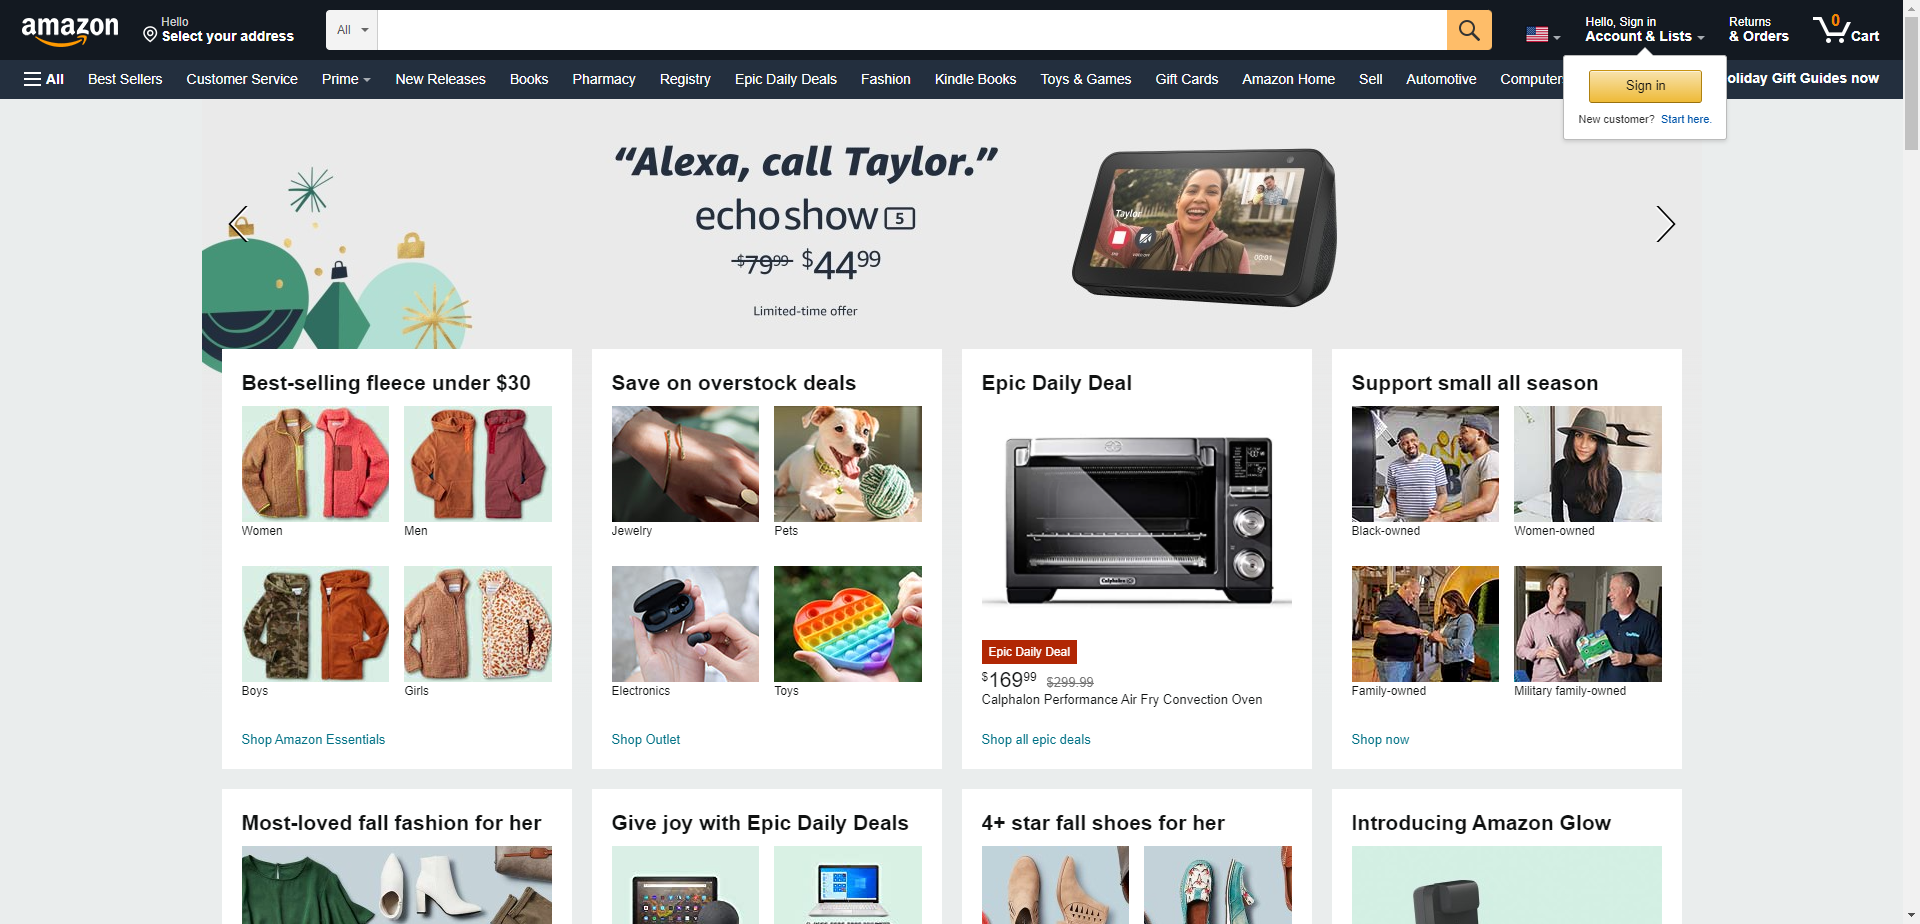 amazon
Hello
Select your address
All
Hello, Sign in
Account & Lists
Returns
& Orders
0
Cart
All
Best Sellers
Customer Service
Prime
New Releases
Books
Pharmacy
Registry
Epic Daily Deals
Fashion
Kindle Books
Toys & Games
Gift Cards
Amazon Home
Sell
Automotive
Computer
oliday Gift Guides now
Sign in
New customer? Start here.
“Alexa, call Taylor.”
echo show 5
$79.99 $44.99
Limited-time offer
Taylor
00:01
Best-selling fleece under $30
Women
Men
Boys
Girls
Shop Amazon Essentials
Save on overstock deals
Jewelry
Pets
Electronics
Toys
Shop Outlet
Epic Daily Deal
Calphalon
Epic Daily Deal
$169.99 $299.99
Calphalon Performance Air Fry Convection Oven
Shop all epic deals
Support small all season
Black-owned
Women-owned
Family-owned
Military family-owned
Shop now
Most-loved fall fashion for her
Give joy with Epic Daily Deals
4+ star fall shoes for her
Introducing Amazon Glow